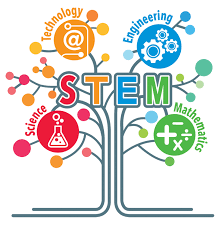 Technology
Engineering
STEM
Science
Mathematics